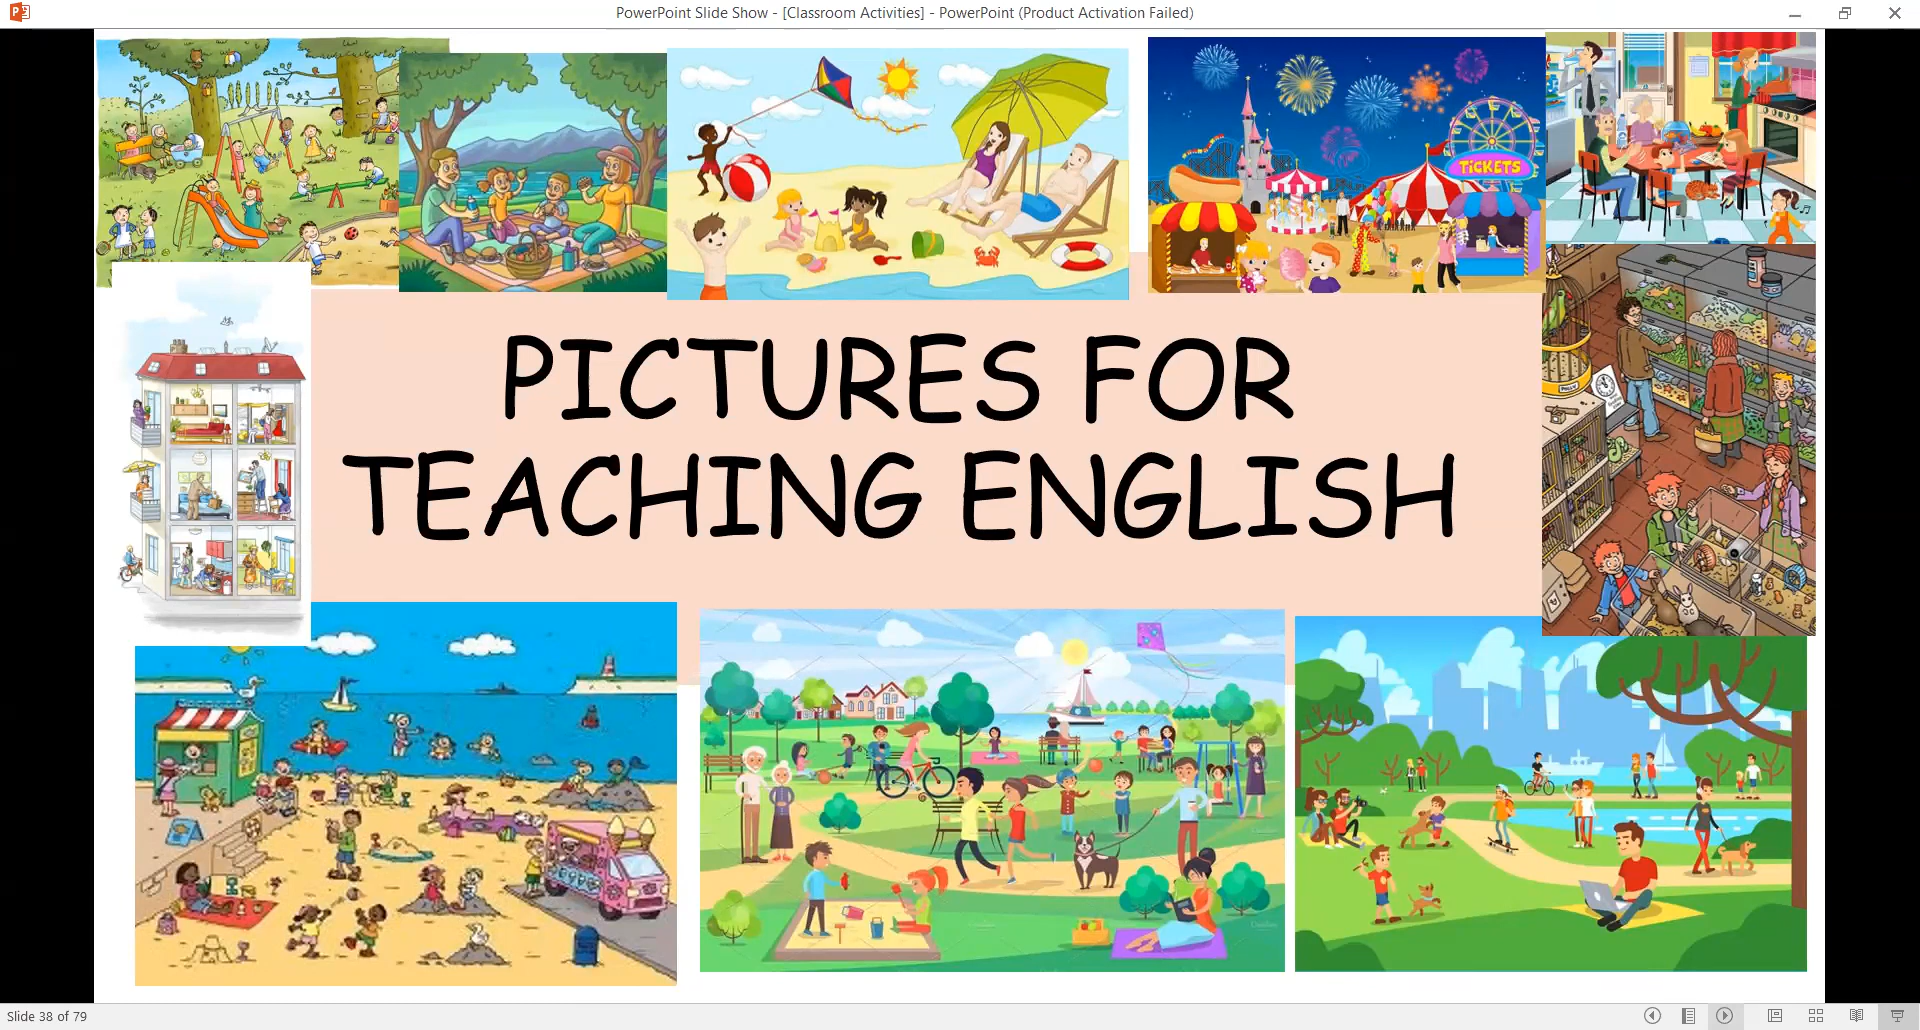 PowerPoint Slide Show - [Classroom Activities] - PowerPoint (Product Activation Failed)
TICKETS
PICTURES FOR
TEACHING ENGLISH
Slide 38 of 79